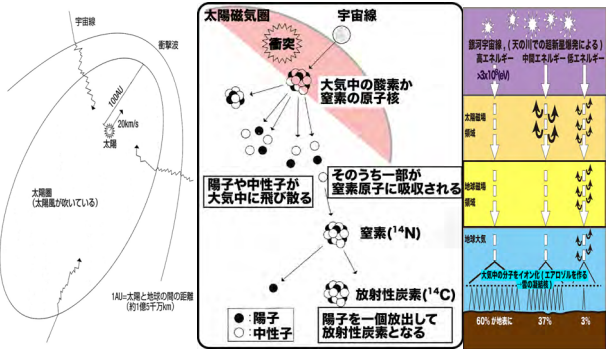 宇宙線
衝撃波
100AU
20km/s
太陽
太陽圏
(太陽風が吹いている)
1AU=太陽と地球の間の距離
(約1億5千万km)
太陽磁気圏
宇宙線
衝突
大気中の酸素か
窒素の原子核
陽子や中性子が
大気中に飛び散る
そのうち一部が
窒素原子に吸収される
窒素(¹⁴N)
放射性炭素(¹⁴C)
●:陽子
○:中性子
陽子を一個放出して
放射性炭素となる
銀河宇宙線,(天の川での超新星爆発による)
高エネルギー 中間エネルギー 低エネルギー
太陽磁場
領域
地球磁場
領域
地球大気
大気中の分子をイオン化(エアロゾルを作る
→雲の凝結核)
60%が地表に 37% 3%